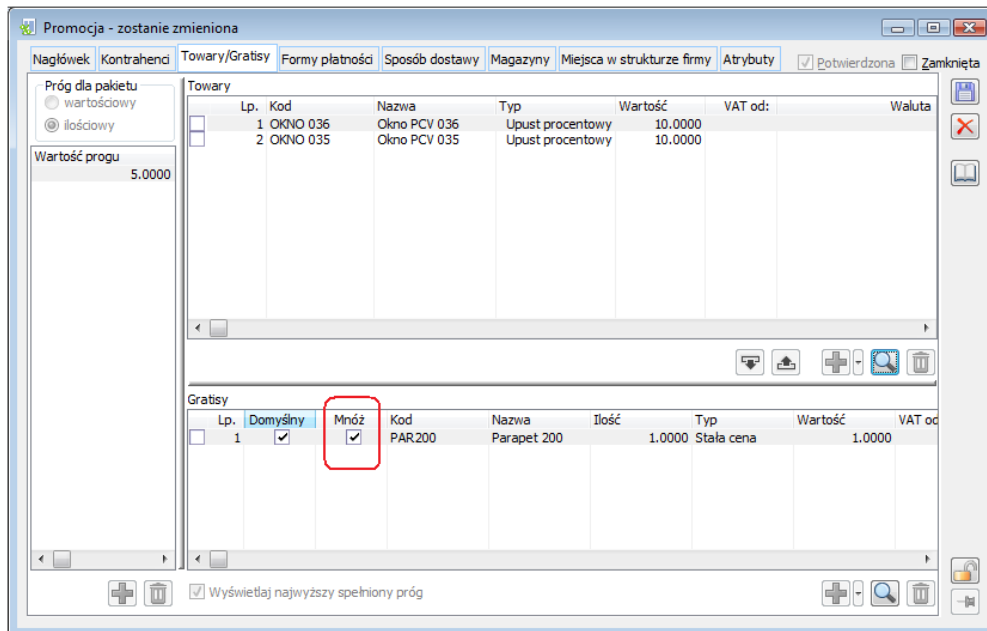 Promocja - zostanie zmieniona
Nagłówek Kontrahenci Towary/Gratisy Formy płatności Sposób dostawy Magazyny Miejsca w strukturze firmy Atrybuty Potwierdzona Zamknięta
Próg dla pakietu
wartościowy
ilościowy
Wartość progu
5.0000
Towary
Lp. Kod Nazwa Typ Wartość VAT od: Waluta
1 OKNO 036 Okno PCV 036 Upust procentowy 10.0000
2 OKNO 035 Okno PCV 035 Upust procentowy 10.0000
Gratisy
Lp. Domyślny Mnóż Kod Nazwa Ilość Typ Wartość VAT od
1 PAR200 Parapet 200 1.0000 Stała cena 1.0000
Wyświetlaj najwyższy spełniony próg